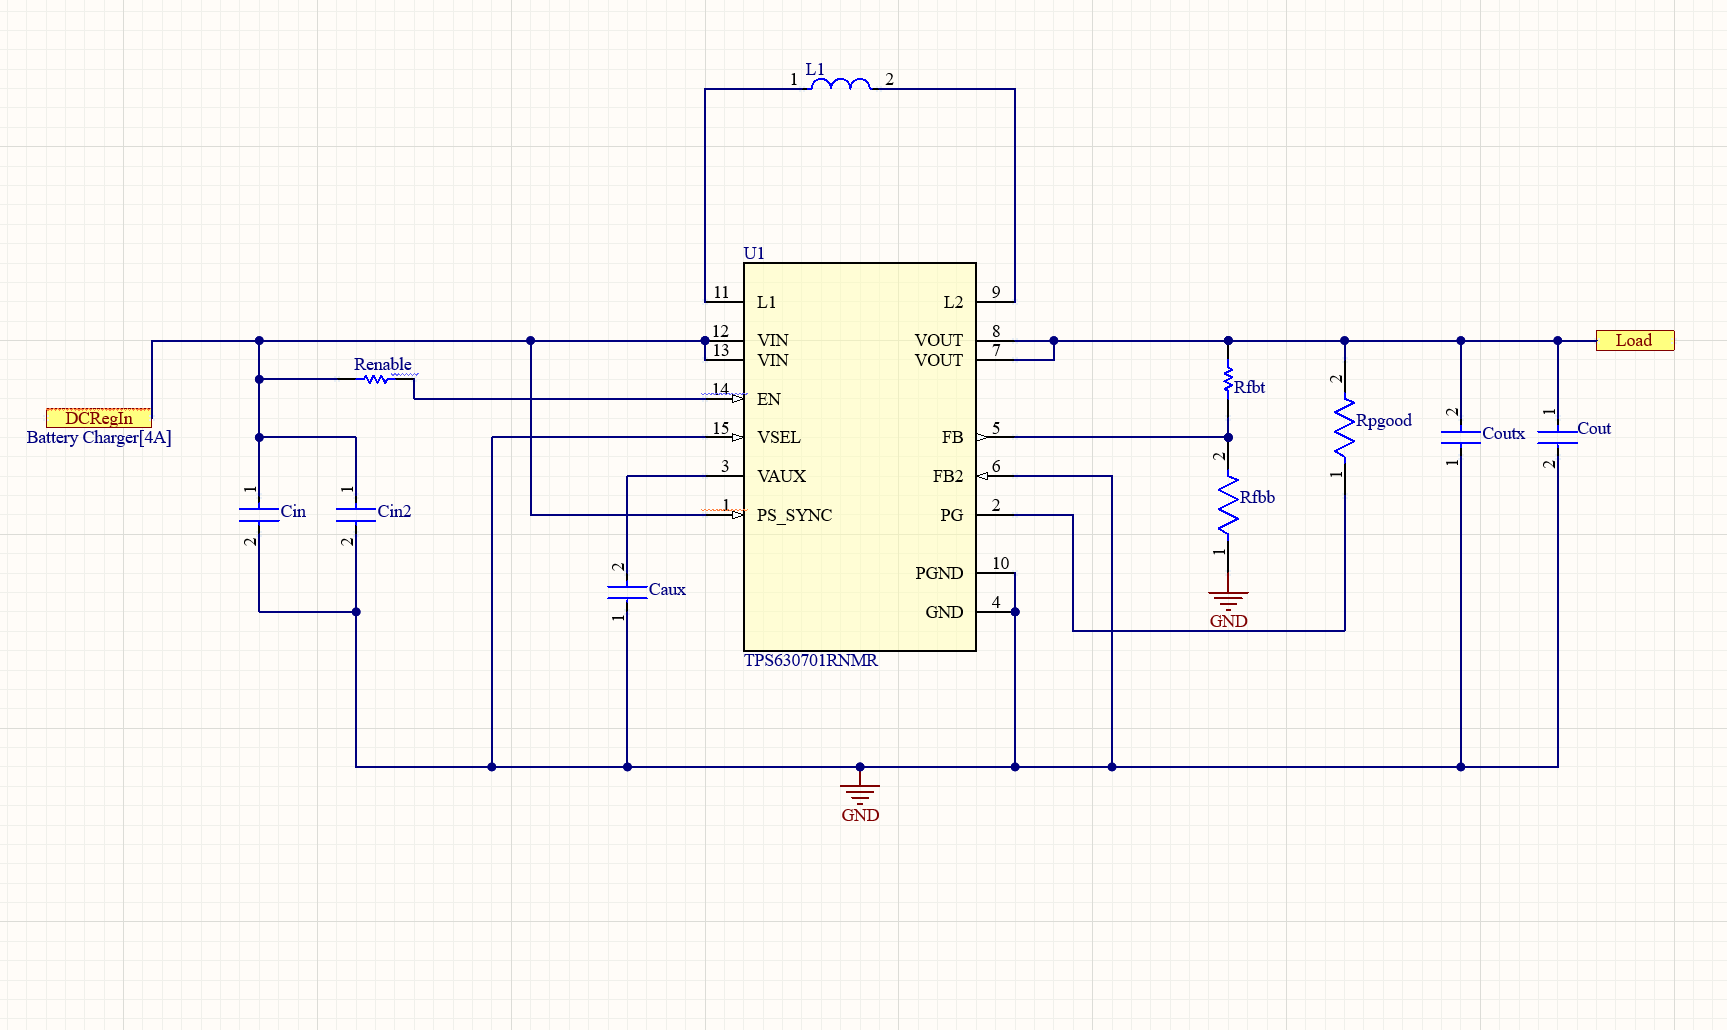 1 L1 2
U1
11 L1 L2 9
12 VIN VOUT 8
13 VIN VOUT 7
Renable
14 EN
Rfbt
2
DCRegIn
Battery Charger[4A]
15 VSEL FB 5
Rpgood
2
Coutx
1
1
Cout
2
3 VAUX FB2 6
2
1
1
Cin
2
1
Cin2
2
Rfbb
1
1 PS_SYNC PG 2
PGND 10
GND 4
2
Caux
1
GND
Load
TPS630701RNMR
GND